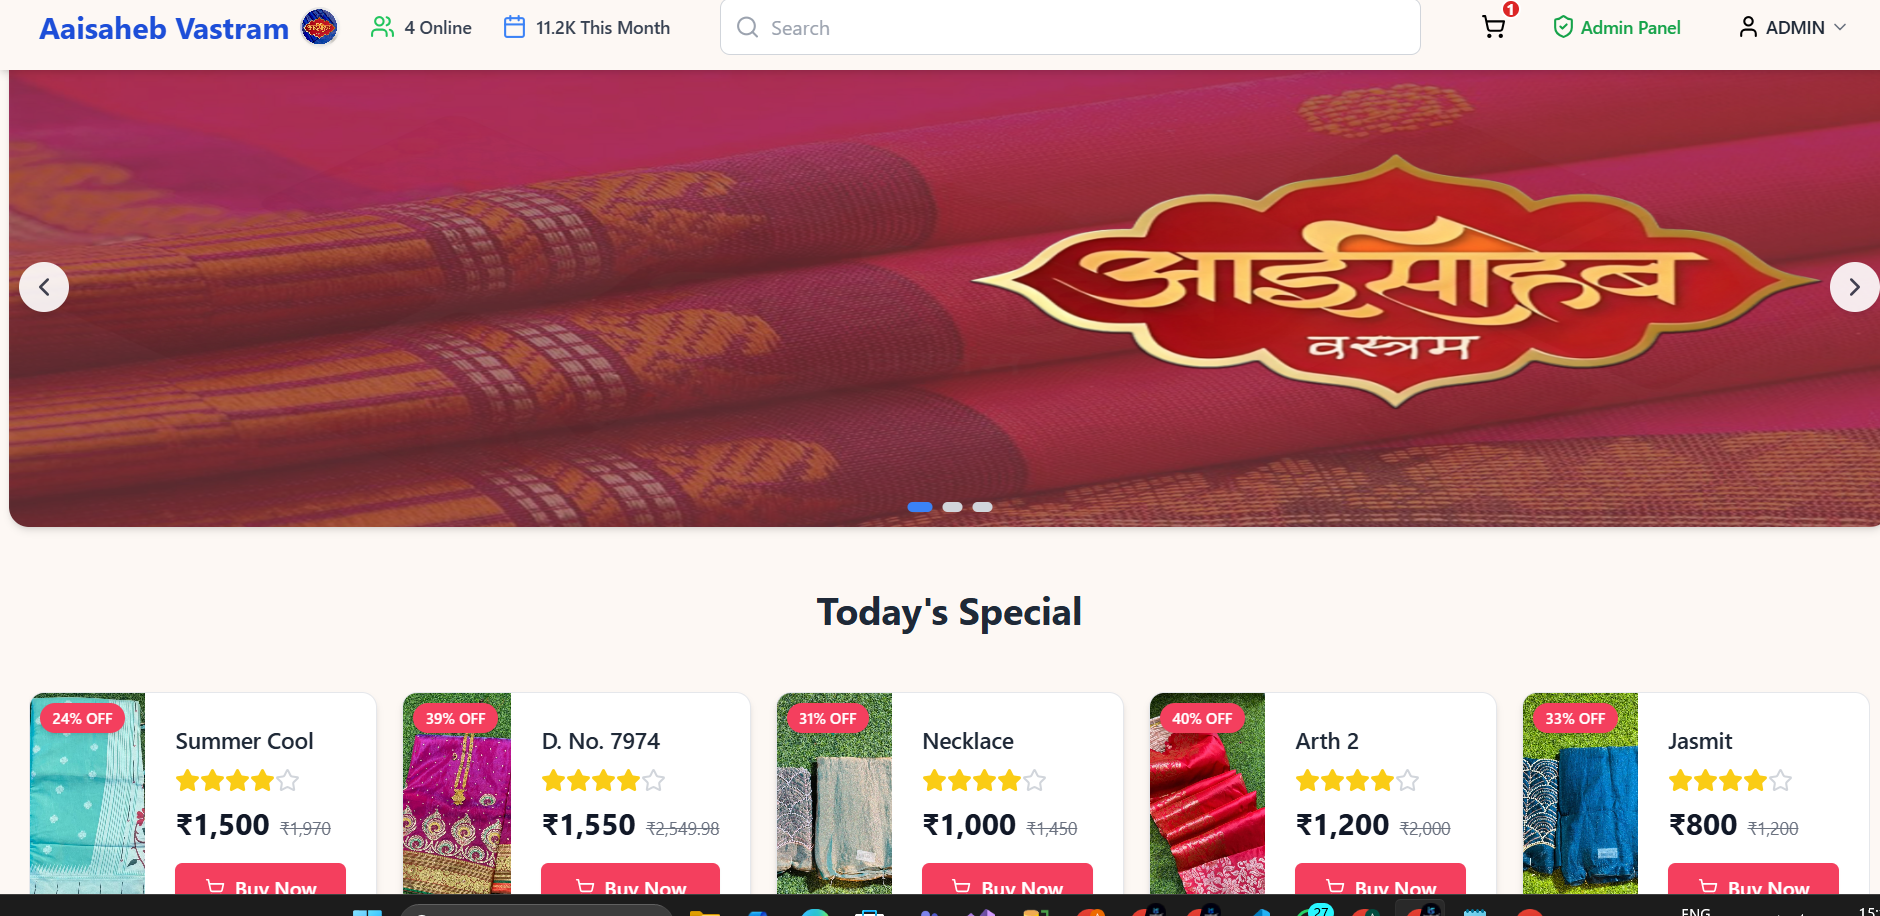 Aaisaheb Vastram
4 Online
11.2K This Month
Search
1
Admin Panel
ADMIN
आईसाहेब
वस्त्रम
Today's Special
24% OFF
Summer Cool
₹1,500 ₹1,970
Buy Now
39% OFF
D. No. 7974
₹1,550 ₹2,549.98
Buy Now
31% OFF
Necklace
₹1,000 ₹1,450
Buy Now
40% OFF
Arth 2
₹1,200 ₹2,000
Buy Now
33% OFF
Jasmit
₹800 ₹1,200
Buy Now
27
ENG